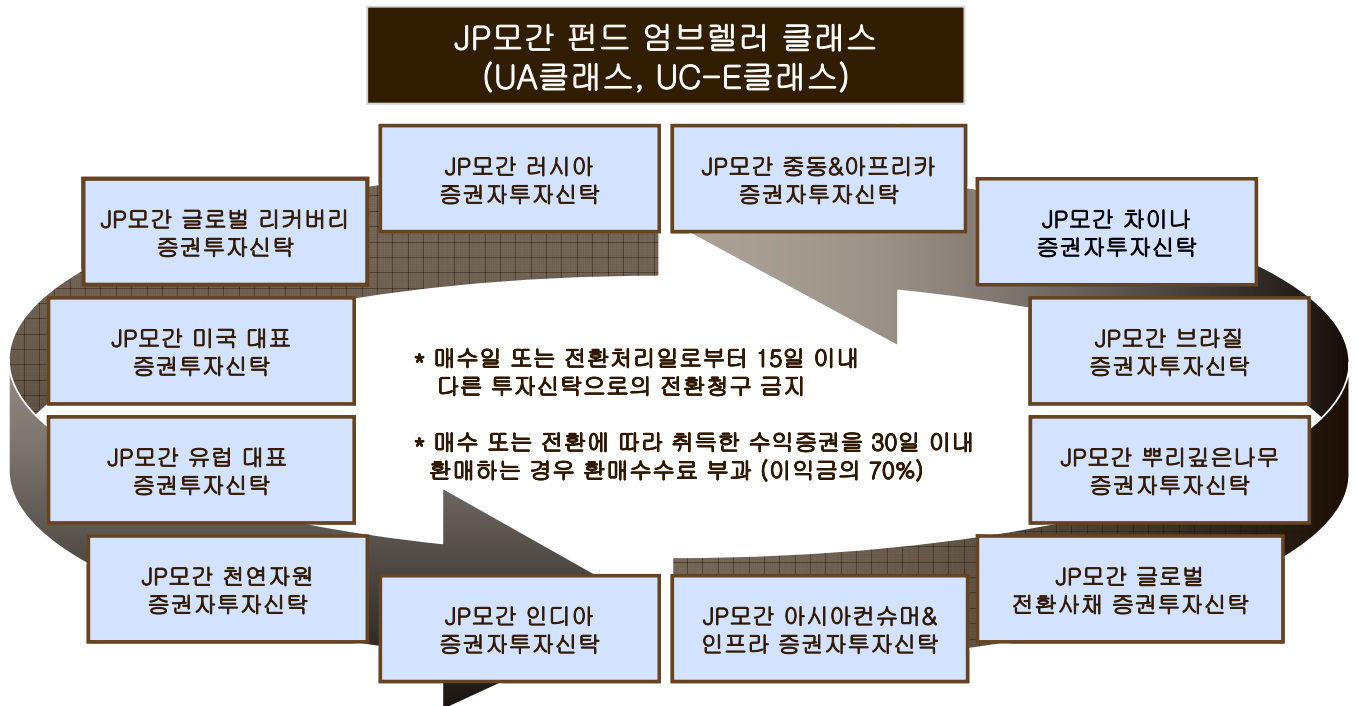 JP모간 펀드 엄브렐러 클래스
(UA클래스, UC-E클래스)
JP모간 러시아
증권자투자신탁
JP모간 중동&아프리카
증권자투자신탁
JP모간 글로벌 리커버리
증권투자신탁
JP모간 차이나
증권자투자신탁
JP모간 미국 대표
증권투자신탁
JP모간 브라질
증권자투자신탁
* 매수일 또는 전환처리일로부터 15일 이내
다른 투자신탁으로의 전환청구 금지
* 매수 또는 전환에 따라 취득한 수익증권을 30일 이내
환매하는 경우 환매수수료 부과 (이익금의 70%)
JP모간 유럽 대표
증권투자신탁
JP모간 뿌리깊은나무
증권자투자신탁
JP모간 천연자원
증권자투자신탁
JP모간 글로벌
전환사채 증권투자신탁
JP모간 인디아
증권자투자신탁
JP모간 아시아컨슈머&
인프라 증권자투자신탁